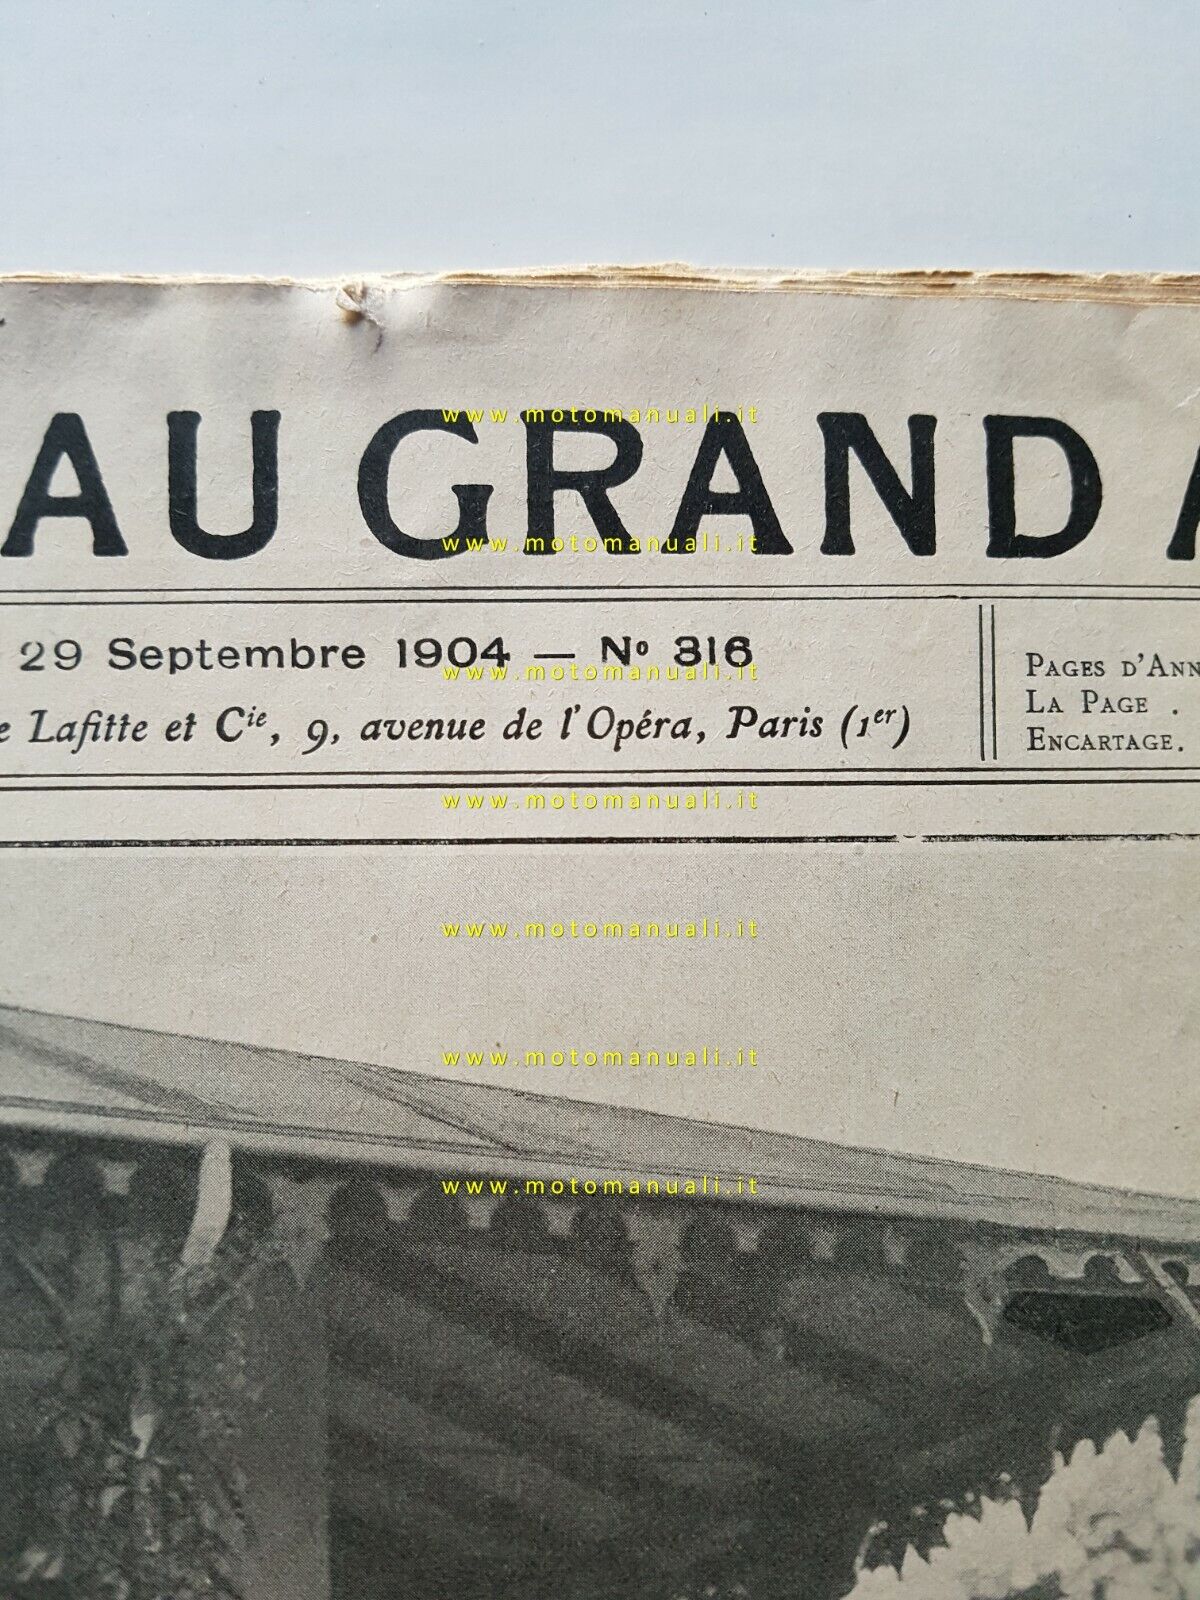 AU GRAND A
29 Septembre 1904 — Nº 316
e Lafitte et Cie, 9, avenue de l'Opéra, Paris (1er)
PAGES D'ANN
LA PAGE .
ENCARTAGE.
www.motomanuali.it
www.motomanuali.it
www.motomanuali.it
www.motomanuali.it
www.motomanuali.it
www.motomanuali.it
www.motomanuali.it